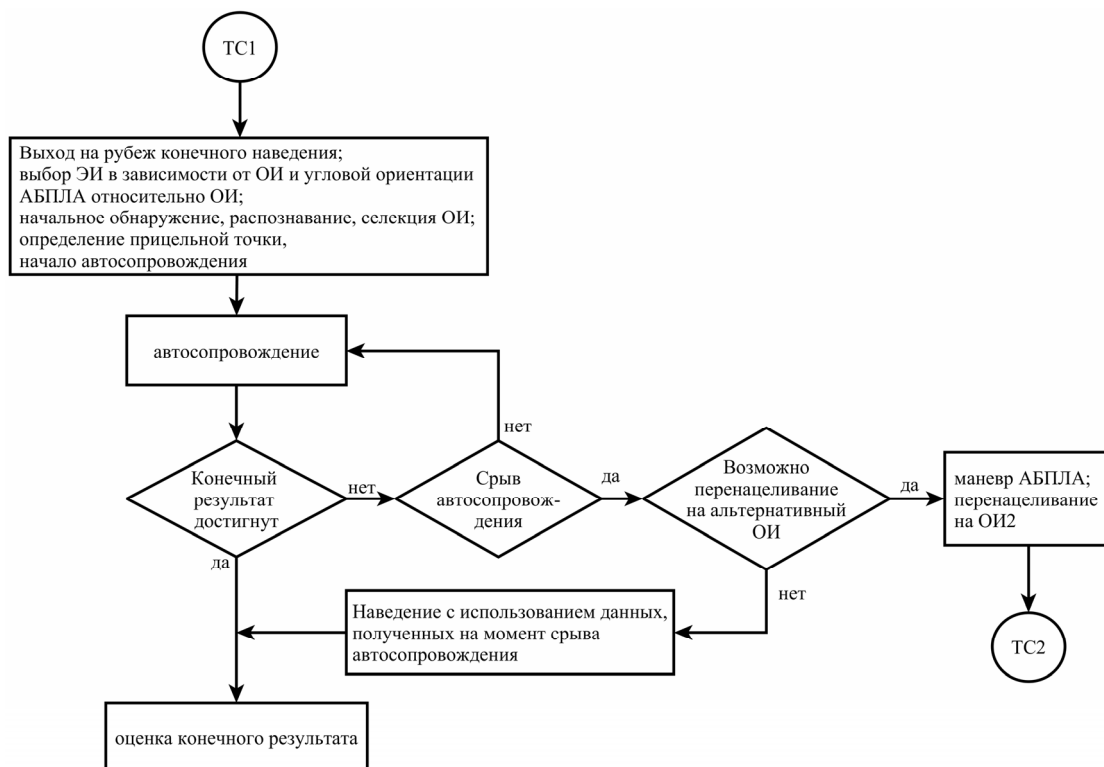 ТС1
Выход на рубеж конечного наведения;
выбор ЭИ в зависимости от ОИ и угловой ориентации
АБПЛА относительно ОИ;
начальное обнаружение, распознавание, селекция ОИ;
определение прицельной точки,
начало автосопровождения
автосопровождение
нет
Конечный
результат
достигнут
нет
Срыв
автосопровож-
дения
да
Возможно
перенацеливание
на альтернативный
ОИ
да
маневр АБПЛА;
перенацеливание
на ОИ2
да
нет
Наведение с использованием данных,
полученных на момент срыва
автосопровождения
ТС2
оценка конечного результата